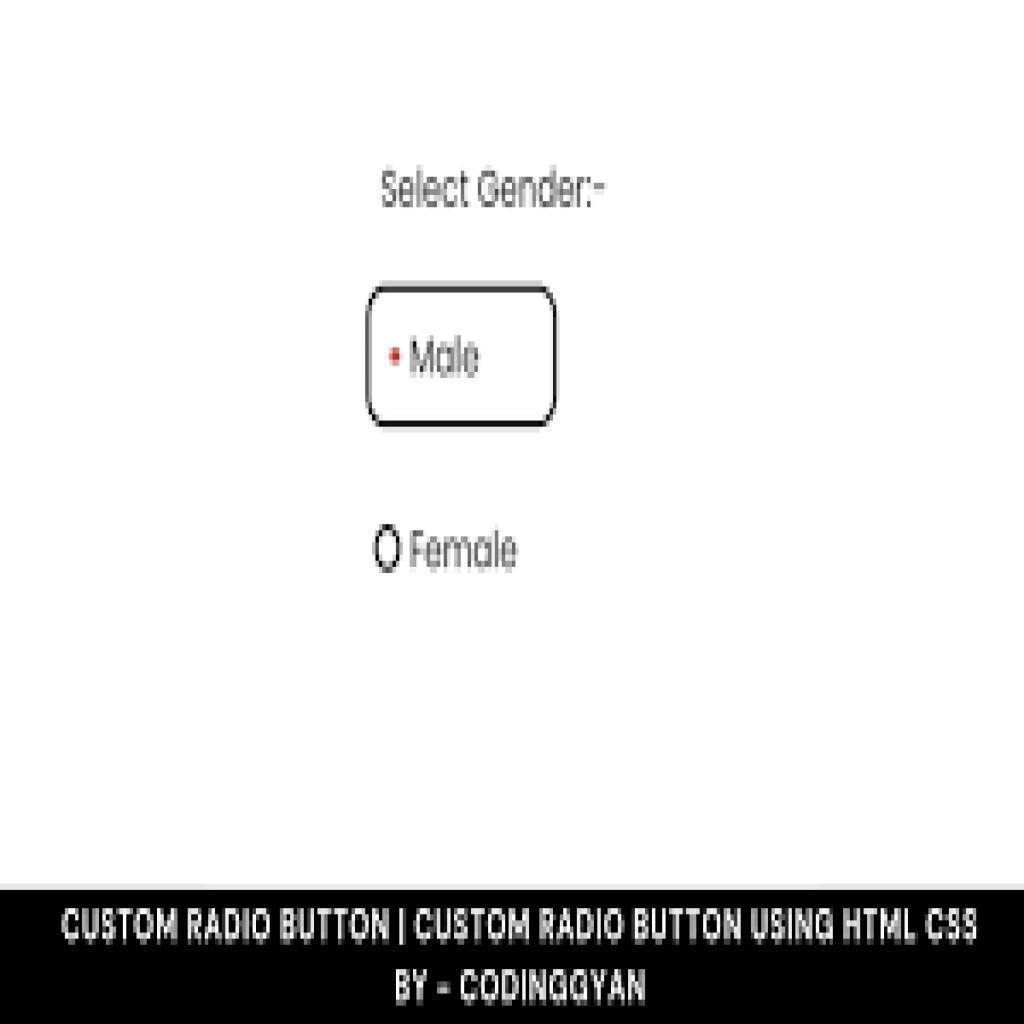 Select Gender:-
Male
Female
CUSTOM RADIO BUTTON | CUSTOM RADIO BUTTON USING HTML CSS
BY - CODINGGYAN